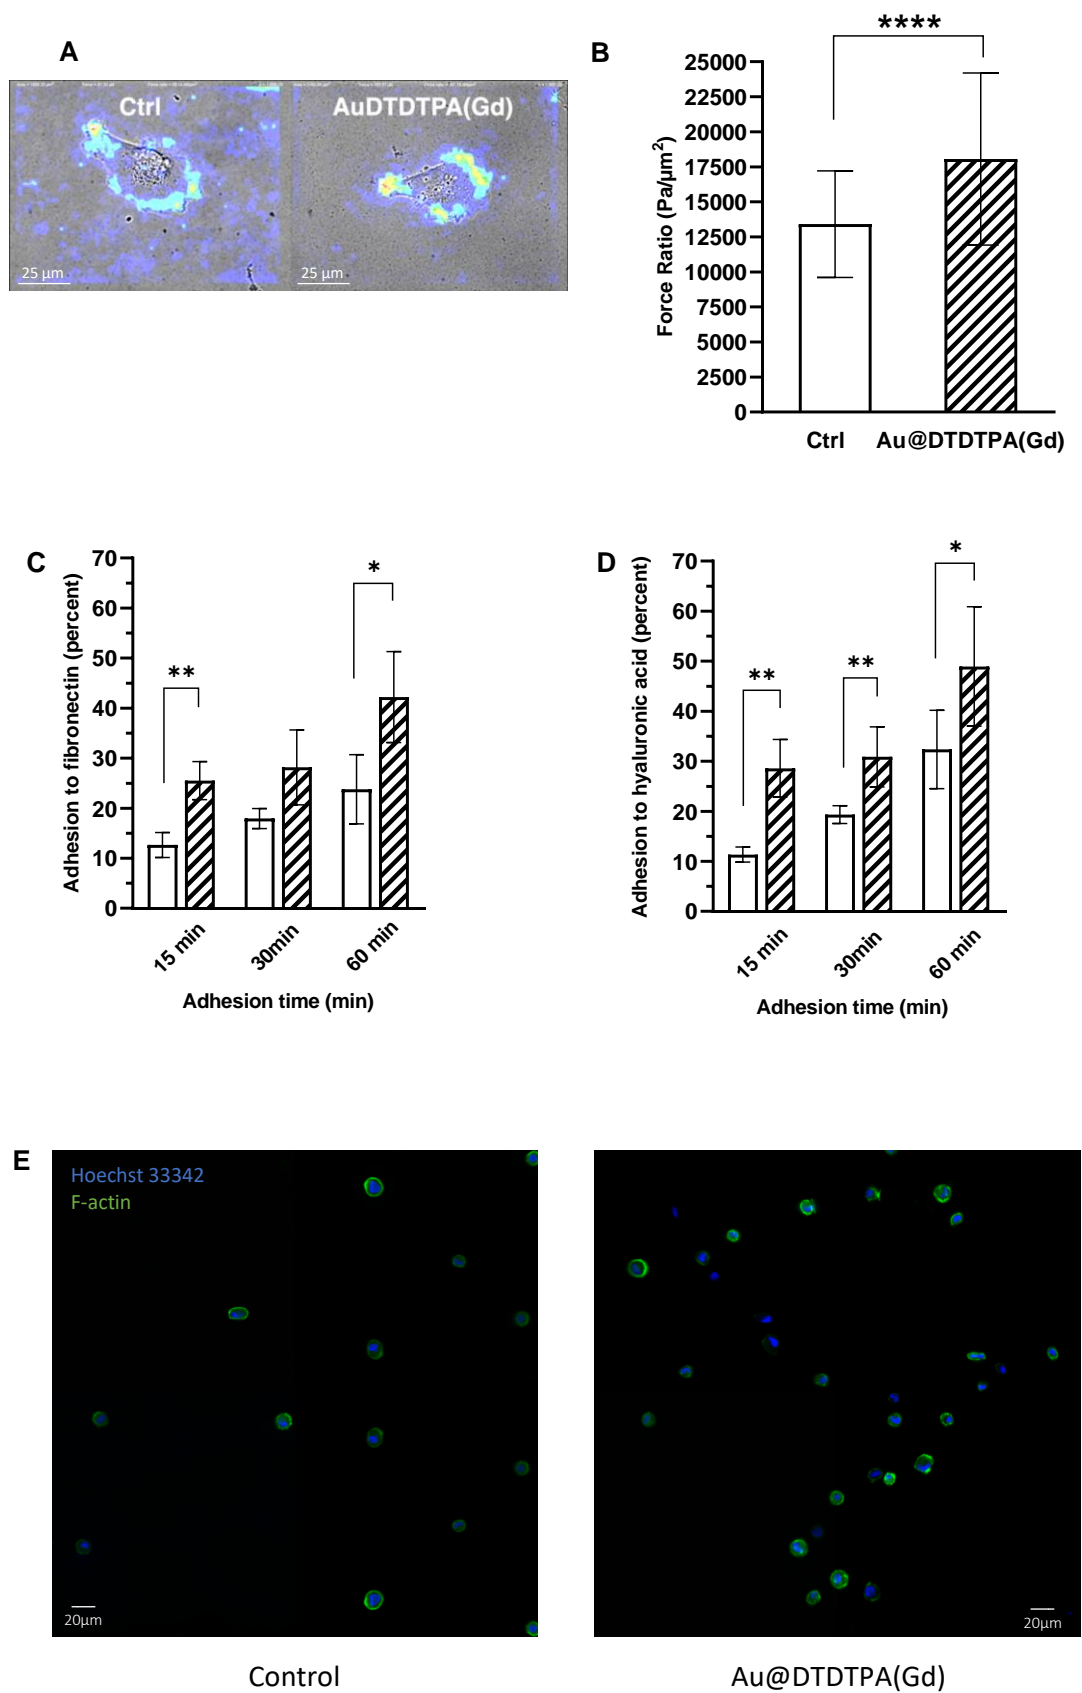 A
Ctrl
AuDTDTPA(Gd)
25 µm
25 µm
B
****
Force Ratio (Pa/µm²)
25000
22500
20000
17500
15000
12500
10000
7500
5000
2500
0
Ctrl
Au@DTDTPA(Gd)
C
Adhesion to fibronectin (percent)
70
60
50
40
30
20
10
0
**
*
15 min
30min
60 min
Adhesion time (min)
D
Adhesion to hyaluronic acid (percent)
70
60
50
40
30
20
10
0
**
**
*
15 min
30min
60 min
Adhesion time (min)
E
Hoechst 33342
F-actin
20µm
20µm
Control
Au@DTDTPA(Gd)